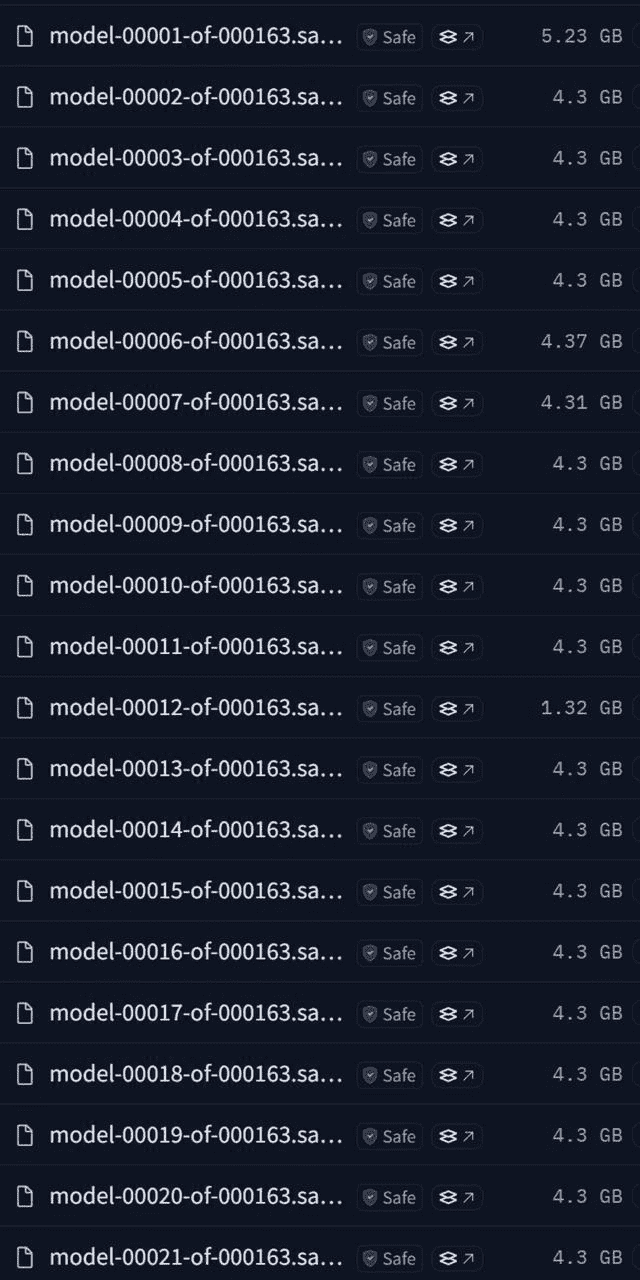 model-00001-of-000163.sa... Safe 5.23 GB
model-00002-of-000163.sa... Safe 4.3 GB
model-00003-of-000163.sa... Safe 4.3 GB
model-00004-of-000163.sa... Safe 4.3 GB
model-00005-of-000163.sa... Safe 4.3 GB
model-00006-of-000163.sa... Safe 4.37 GB
model-00007-of-000163.sa... Safe 4.31 GB
model-00008-of-000163.sa... Safe 4.3 GB
model-00009-of-000163.sa... Safe 4.3 GB
model-00010-of-000163.sa... Safe 4.3 GB
model-00011-of-000163.sa... Safe 4.3 GB
model-00012-of-000163.sa... Safe 1.32 GB
model-00013-of-000163.sa... Safe 4.3 GB
model-00014-of-000163.sa... Safe 4.3 GB
model-00015-of-000163.sa... Safe 4.3 GB
model-00016-of-000163.sa... Safe 4.3 GB
model-00017-of-000163.sa... Safe 4.3 GB
model-00018-of-000163.sa... Safe 4.3 GB
model-00019-of-000163.sa... Safe 4.3 GB
model-00020-of-000163.sa... Safe 4.3 GB
model-00021-of-000163.sa... Safe 4.3 GB